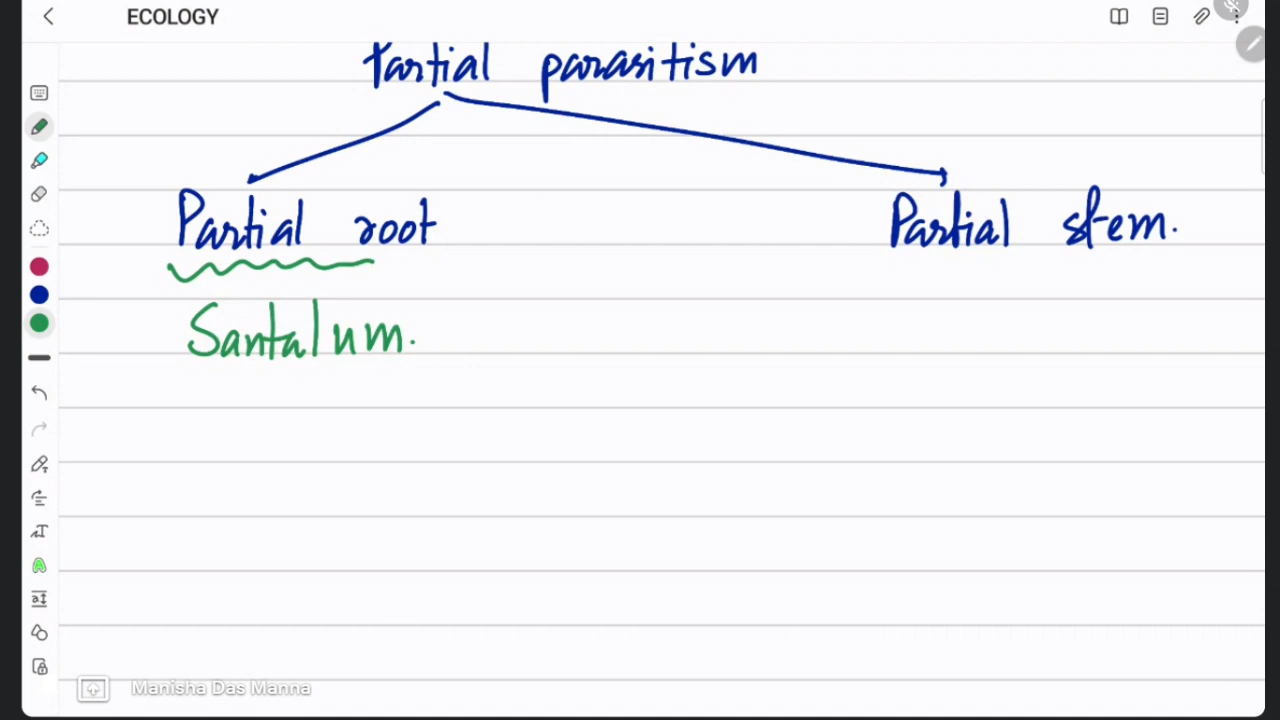 ECOLOGY
Partial parasitism
Partial root
Partial stem.
Santalum.
Manisha Das Manna